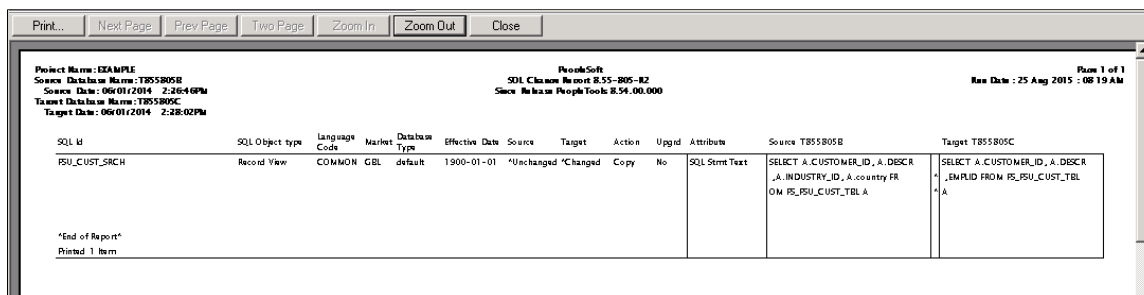 Print... Next Page Prev Page Two Page Zoom In Zoom Out Close
Project Name: EXAMPLE PeopleSoft Page 1 of 1
Source Database Name: T855805B SQL Change Report 8.55-805-R2 Run Date : 25 Aug 2015 : 08 19 AM
Source Date: 06/01/2014 2:26:46PM Since Release PeopleTools 8.54.00.000
Target Database Name: T855805C
Target Date: 06/01/2014 2:28:02PM
SQL Id SQL Object type Language Code Market Database Type Effective Date Source Target Action Upgrd Attribute Source T855805B Target T855805C
FSU_CUST_SRCH Record View COMMON GBL default 1900-01-01 *Unchanged *Changed Copy No SQL Stmt Text SELECT A.CUSTOMER_ID, A.DESCR SELECT A.CUSTOMER_ID, A.DESCR
,A.INDUSTRY_ID, A.country FR * ,EMPLID FROM PS_FSU_CUST_TBL
OM PS_FSU_CUST_TBL A * A
*End of Report*
Printed 1 Item